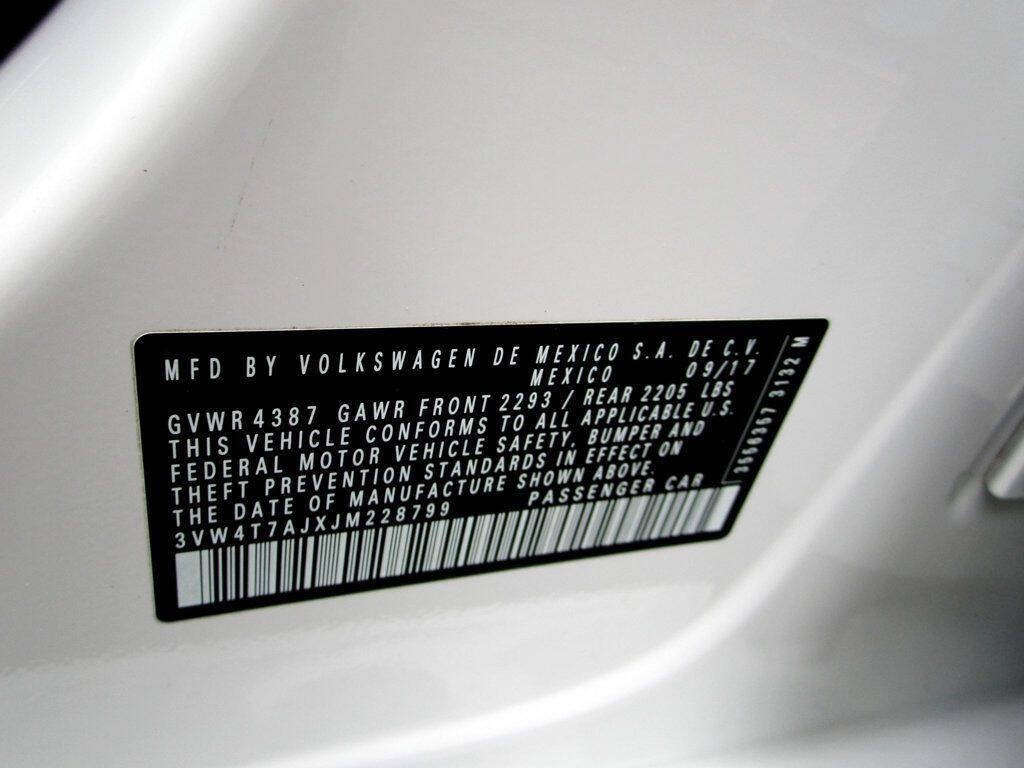 MFD BY VOLKSWAGEN DE MEXICO S.A. DE C.V.
MEXICO 09/17
GVWR 4387 GAWR FRONT 2293 / REAR 2205 LBS
THIS VEHICLE CONFORMS TO ALL APPLICABLE U.S.
FEDERAL MOTOR VEHICLE SAFETY, BUMPER AND
THEFT PREVENTION STANDARDS IN EFFECT ON
THE DATE OF MANUFACTURE SHOWN ABOVE.
3VW4T7AJXJM228799 PASSENGER CAR
3132 M